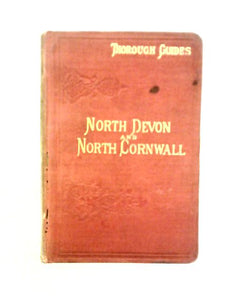 THOROUGH GUIDES
NORTH DEVON
AND
NORTH CORNWALL